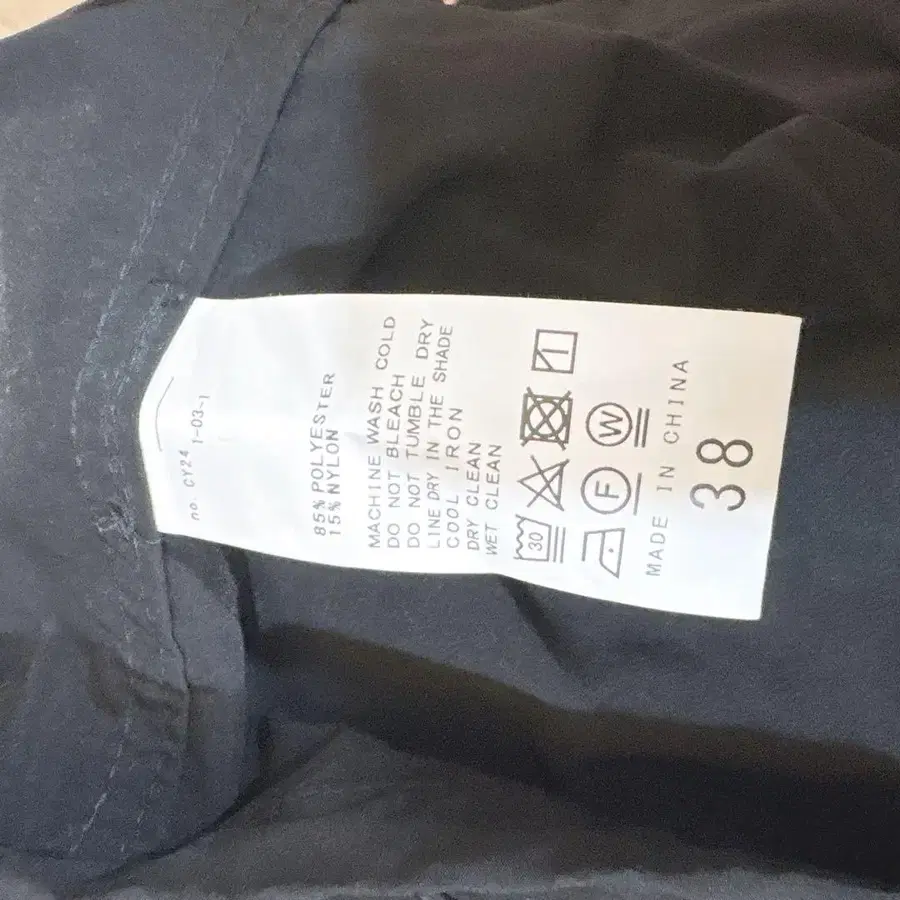 no. CY24 1-03-1
85% POLYESTER
15% NYLON
MACHINE WASH COLD
DO NOT BLEACH
DO NOT TUMBLE DRY
LINE DRY IN THE SHADE
COOL IRON
DRY CLEAN
WET CLEAN
30
F W
MADE IN CHINA
38